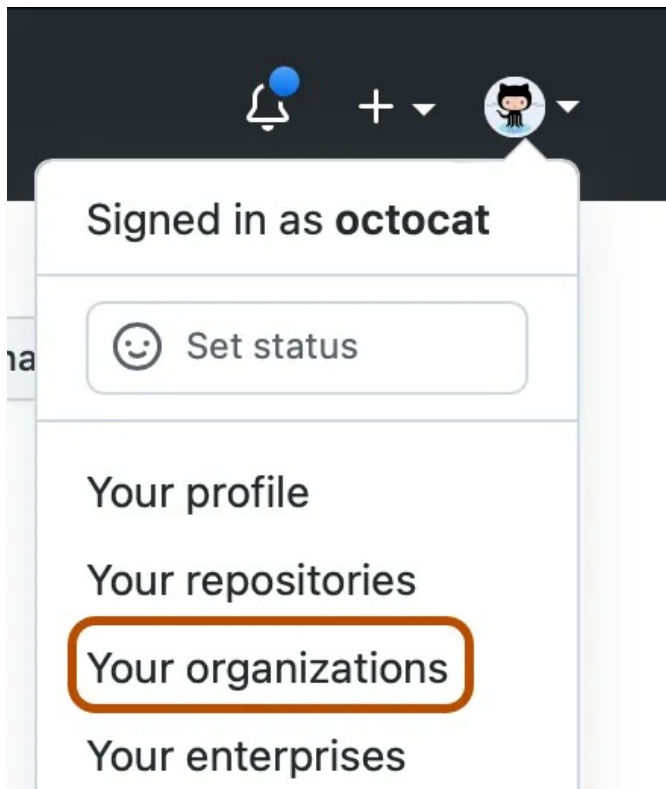 Signed in as octocat
Set status
Your profile
Your repositories
Your organizations
Your enterprises